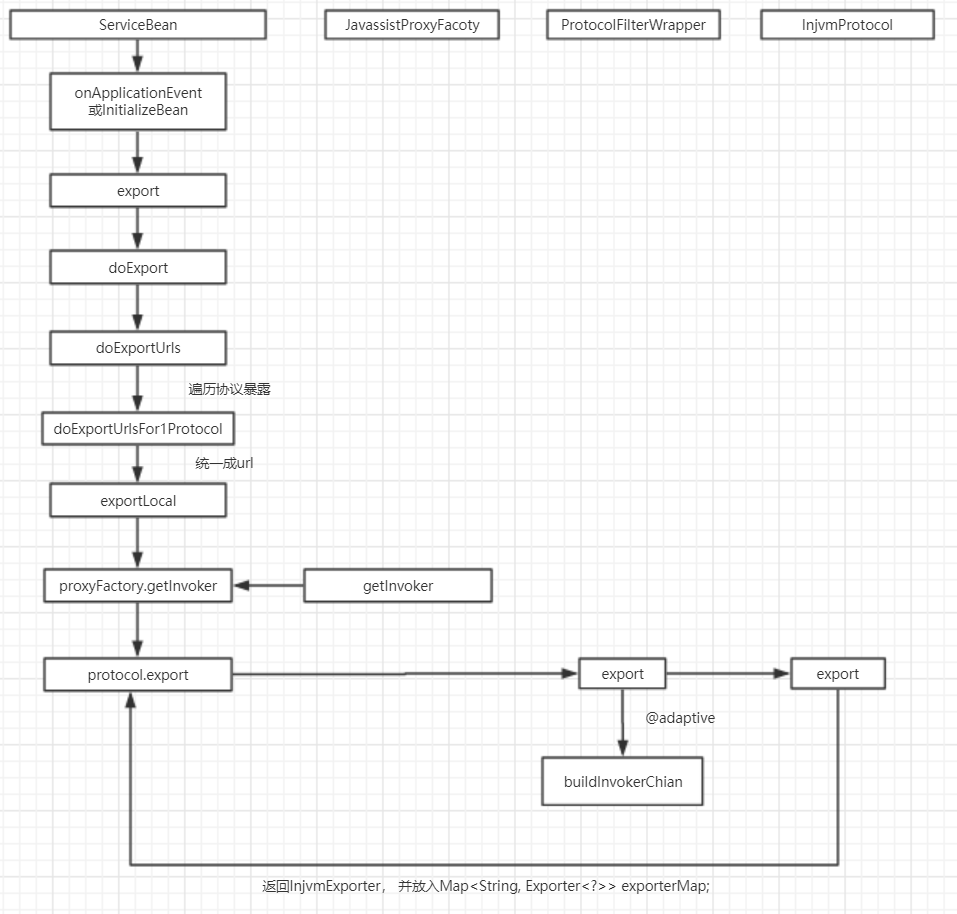 ServiceBean
JavassistProxyFacoty
ProtocolFilterWrapper
InjvmProtocol
onApplicationEvent
或InitializeBean
export
doExport
doExportUrls
遍历协议暴露
doExportUrlsFor1Protocol
统一成url
exportLocal
proxyFactory.getInvoker
getInvoker
protocol.export
export
export
@adaptive
buildInvokerChian
返回InjvmExporter， 并放入Map<String, Exporter<?>> exporterMap;